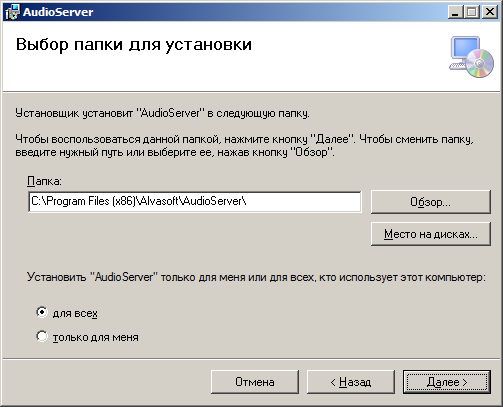 AudioServer
Выбор папки для установки
Установщик установит "AudioServer" в следующую папку.
Чтобы воспользоваться данной папкой, нажмите кнопку "Далее". Чтобы сменить папку,
введите нужный путь или выберите ее, нажав кнопку "Обзор".
Папка:
C:\Program Files (x86)\Alvasoft\AudioServer\
Обзор...
Место на дисках...
Установить "AudioServer" только для меня или для всех, кто использует этот компьютер:
для всех
только для меня
Отмена
< Назад
Далее >